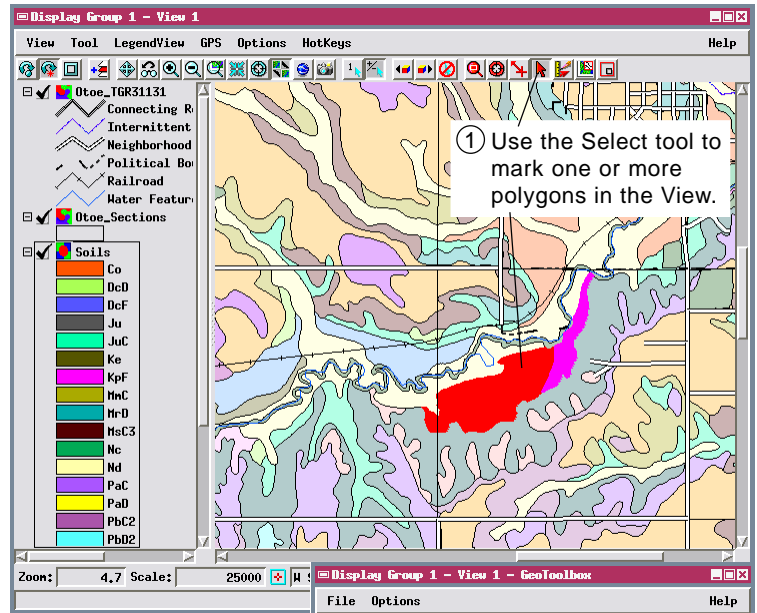 Display Group 1 - View 1
View Tool LegendView GPS Options HotKeys Help
Otoe_TGR31131
Connecting R
Intermittent
Neighborhood
Political Bou
Railroad
Water Featur
Otoe_Sections
Soils
Co
DcD
DcF
Ju
JuC
Ke
KpF
MmC
MrD
MsC3
Nc
Nd
PaC
PaD
PbC2
PbD2
1 Use the Select tool to
mark one or more
polygons in the View.
Zoom: 4.7 Scale: 25000 W
Display Group 1 - View 1 - GeoToolbox
File Options Help